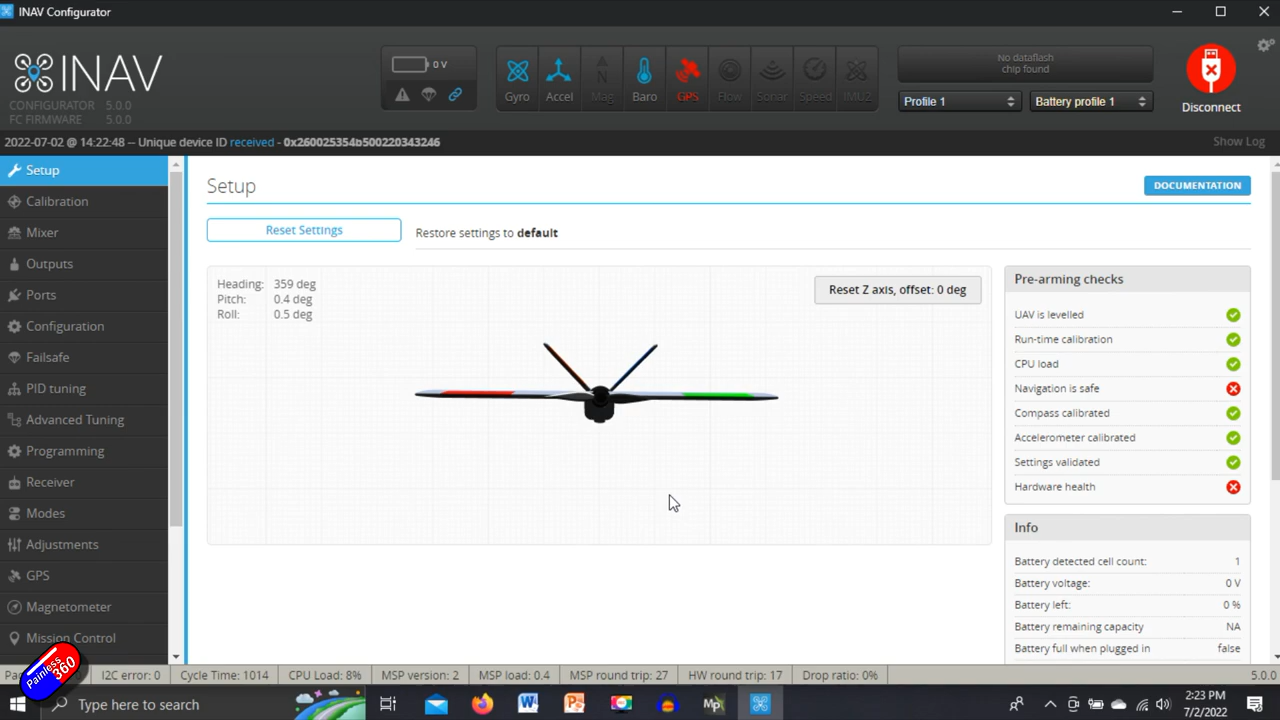 INAV Configurator
INAV
CONFIGURATOR 5.0.0
FC FIRMWARE 5.0.0
0 V
Gyro
Accel
Mag
Baro
GPS
Flow
Sonar
Speed
IMU2
No dataflash
chip found
Profile 1
Battery profile 1
Disconnect
2022-07-02 @ 14:22:48 -- Unique device ID received - 0x260025354b500220343246
Show Log
Setup
Calibration
Mixer
Outputs
Ports
Configuration
Failsafe
PID tuning
Advanced Tuning
Programming
Receiver
Modes
Adjustments
GPS
Magnetometer
Mission Control
Setup
DOCUMENTATION
Reset Settings
Restore settings to default
Heading: 359 deg
Pitch: 0.4 deg
Roll: 0.5 deg
Reset Z axis, offset: 0 deg
Pre-arming checks
UAV is levelled
Run-time calibration
CPU load
Navigation is safe
Compass calibrated
Accelerometer calibrated
Settings validated
Hardware health
Info
Battery detected cell count: 1
Battery voltage: 0 V
Battery left: 0 %
Battery remaining capacity NA
Battery full when plugged in false
I2C error: 0
Cycle Time: 1014
CPU Load: 8%
MSP version: 2
MSP load: 0.4
MSP round trip: 27
HW round trip: 17
Drop ratio: 0%
5.0.0
Painless
360
Type here to search
2:23 PM
7/2/2022